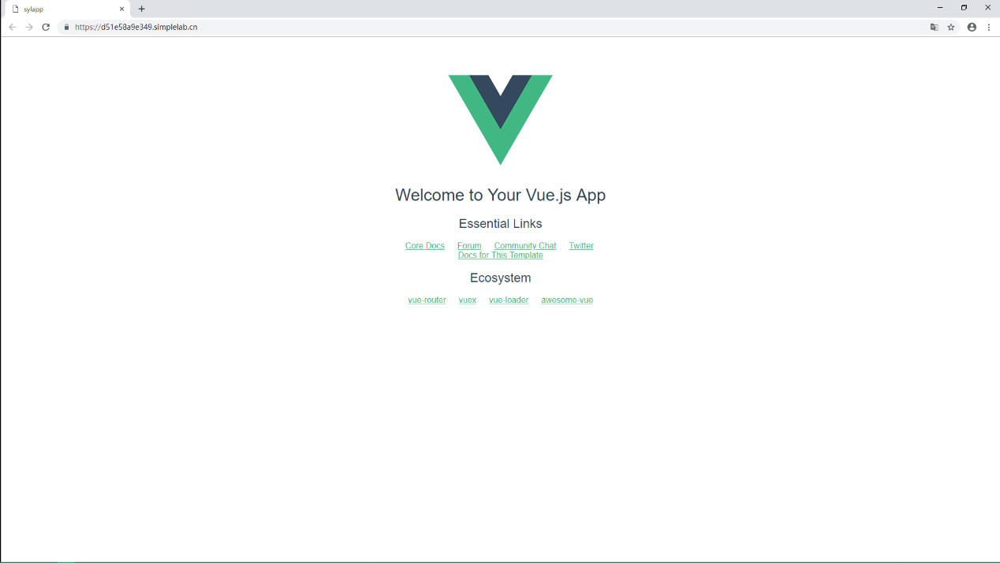 sylapp
https://d51e58a9e349.simplelab.cn
Welcome to Your Vue.js App
Essential Links
Core Docs Forum Community Chat Twitter
Docs for This Template
Ecosystem
vue-router vuex vue-loader awesome-vue